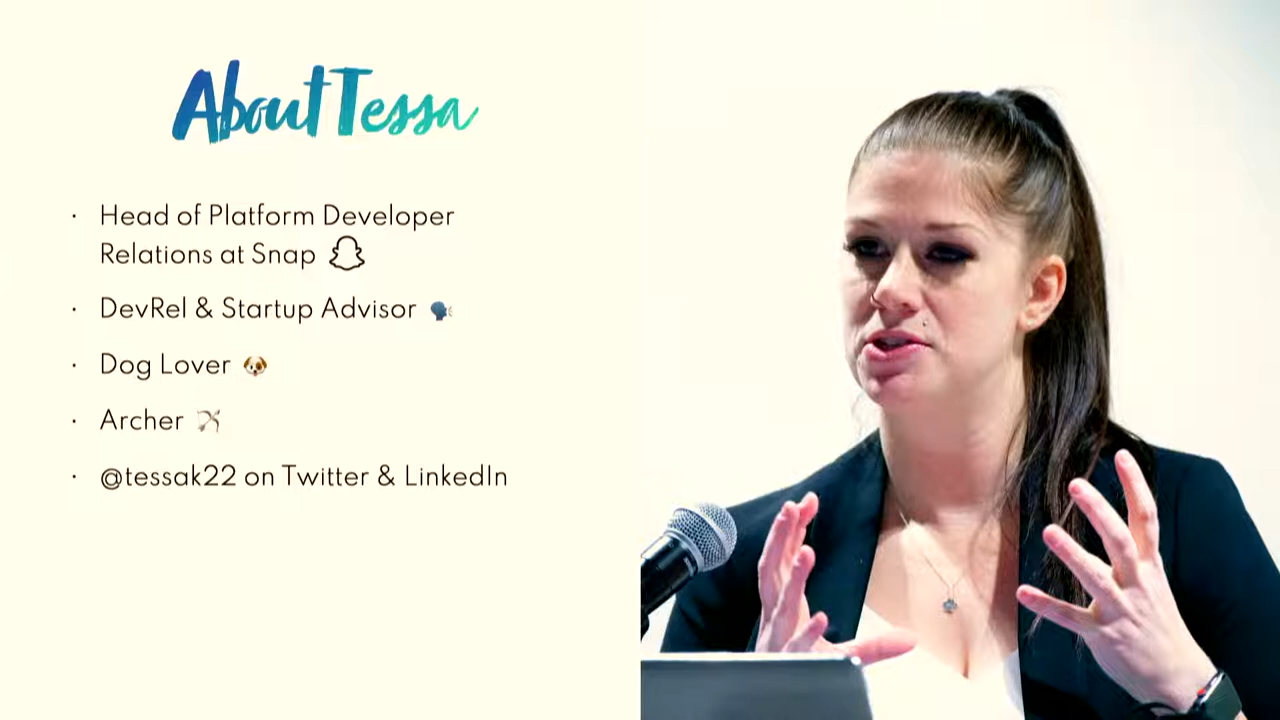 About Tessa
· Head of Platform Developer
Relations at Snap
· DevRel & Startup Advisor
· Dog Lover
· Archer
· @tessak22 on Twitter & LinkedIn